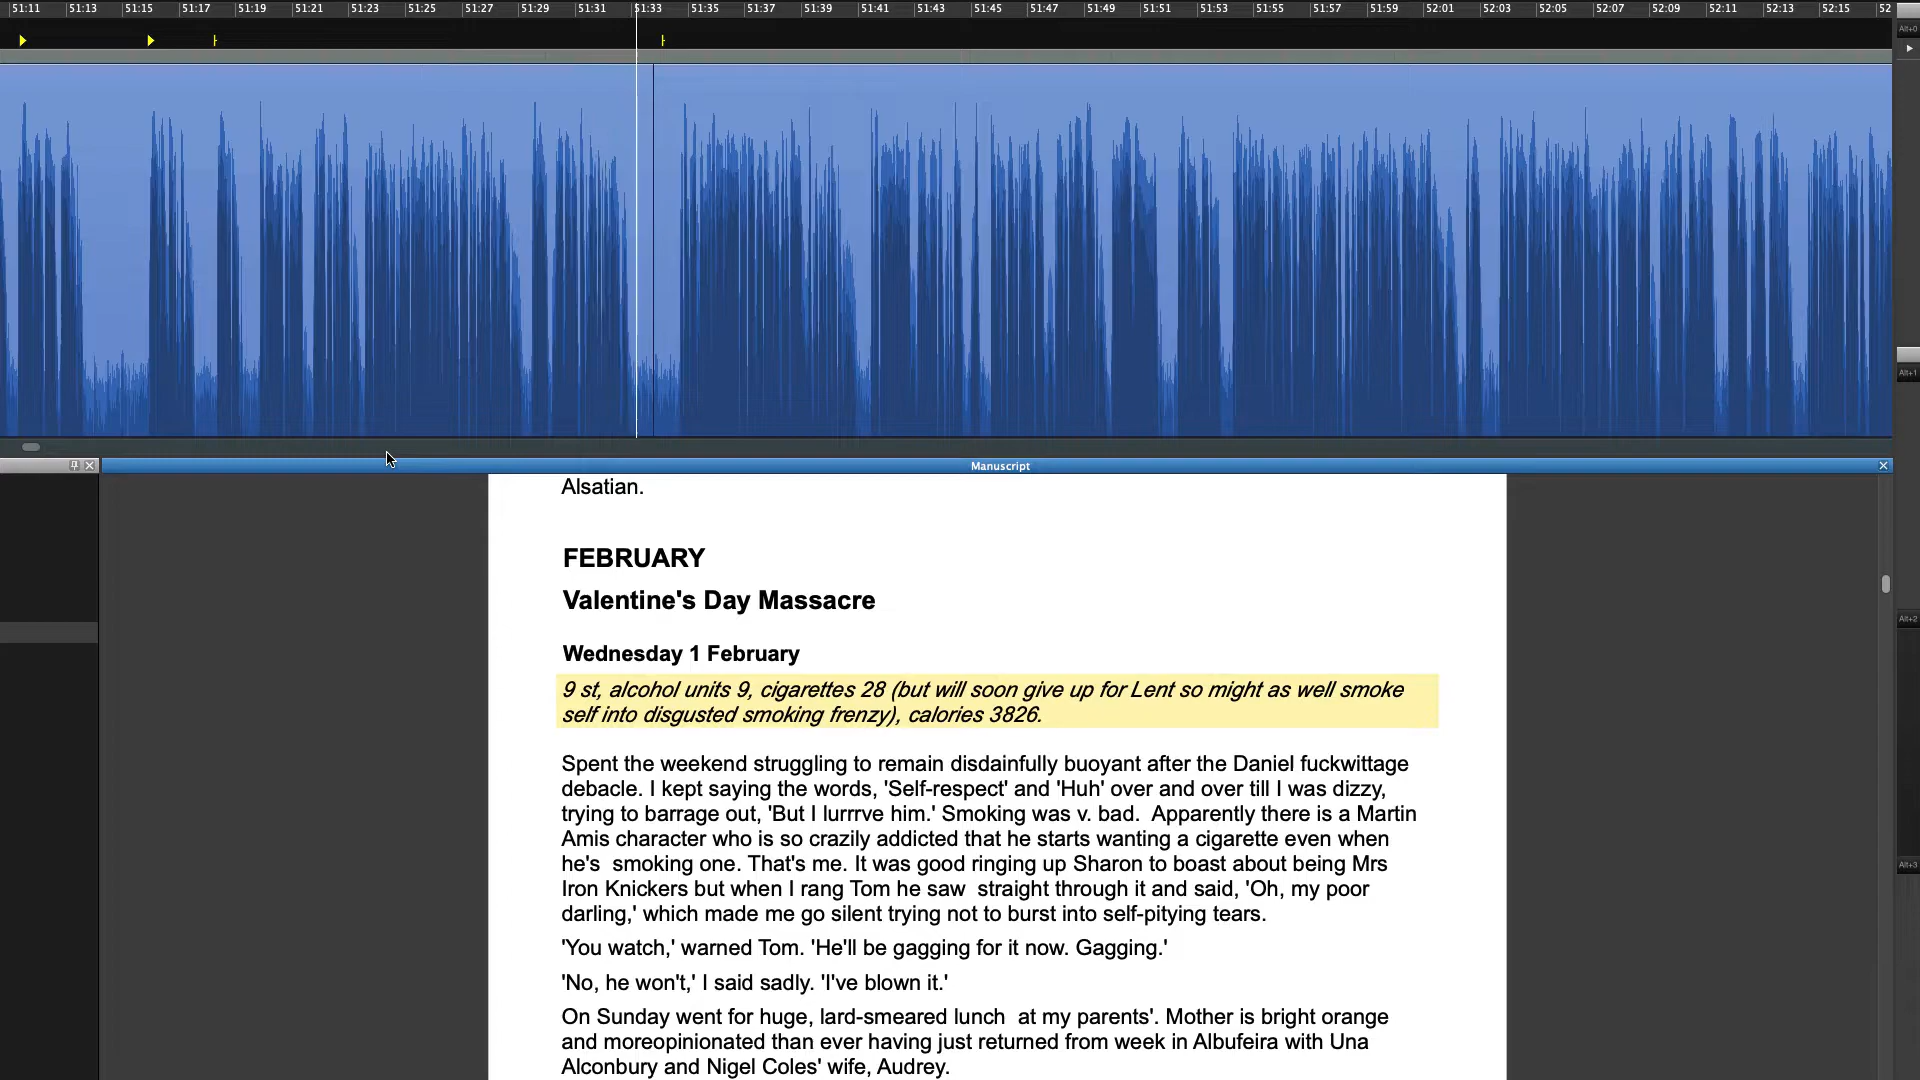 51:11 51:13 51:15 51:17 51:19 51:21 51:23 51:25 51:27 51:29 51:31 51:33 51:35 51:37 51:39 51:41 51:43 51:45 51:47 51:49 51:51 51:53 51:55 51:57 51:59 52:01 52:03 52:05 52:07 52:09 52:11 52:13 52:15 52
Alt+0
Alt+1
Manuscript
Alsatian.
FEBRUARY
Valentine's Day Massacre
Alt+2
Wednesday 1 February
9 st, alcohol units 9, cigarettes 28 (but will soon give up for Lent so might as well smoke
self into disgusted smoking frenzy), calories 3826.
Spent the weekend struggling to remain disdainfully buoyant after the Daniel fuckwittage
debacle. I kept saying the words, 'Self-respect' and 'Huh' over and over till I was dizzy,
trying to barrage out, 'But I lurrrve him.' Smoking was v. bad.  Apparently there is a Martin
Amis character who is so crazily addicted that he starts wanting a cigarette even when
he's  smoking one. That's me. It was good ringing up Sharon to boast about being Mrs
Alt+3
Iron Knickers but when I rang Tom he saw  straight through it and said, 'Oh, my poor
darling,' which made me go silent trying not to burst into self-pitying tears.
'You watch,' warned Tom. 'He'll be gagging for it now. Gagging.'
'No, he won't,' I said sadly. 'I've blown it.'
On Sunday went for huge, lard-smeared lunch  at my parents'. Mother is bright orange
and moreopinionated than ever having just returned from week in Albufeira with Una
Alconbury and Nigel Coles' wife, Audrey.